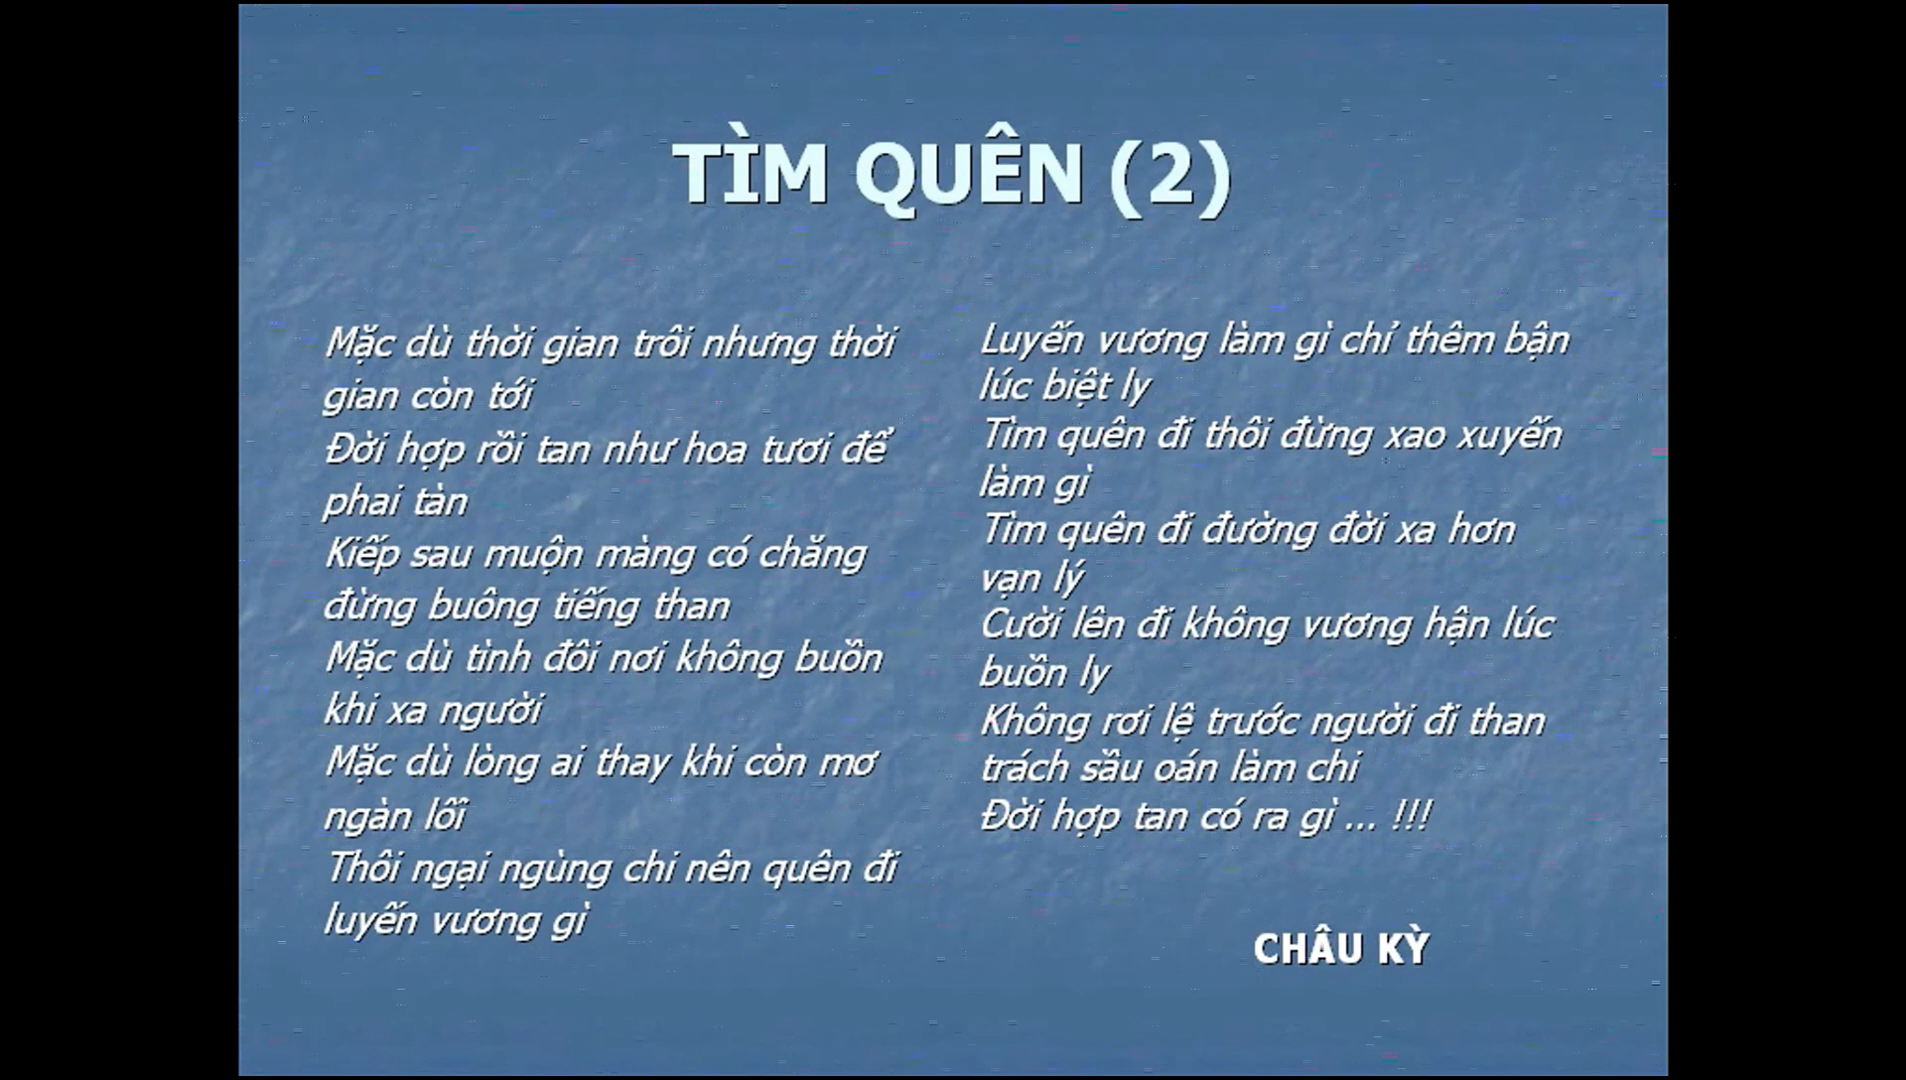 TÌM QUÊN (2)
Mặc dù thời gian trôi nhưng thời
gian còn tới
Đời hợp rồi tan như hoa tươi để
phai tàn
Kiếp sau muộn màng có chăng
đừng buông tiếng than
Mặc dù tình đôi nơi không buồn
khi xa người
Mặc dù lòng ai thay khi còn mơ
ngàn lối
Thôi ngại ngùng chi nên quên đi
luyến vương gì
Luyến vương làm gì chỉ thêm bận
lúc biệt ly
Tìm quên đi thôi đừng xao xuyến
làm gì
Tìm quên đi đường đời xa hơn
vạn lý
Cười lên đi không vương hận lúc
buồn ly
Không rơi lệ trước người đi than
trách sầu oán làm chi
Đời hợp tan có ra gì ... !!!
CHÂU KỲ